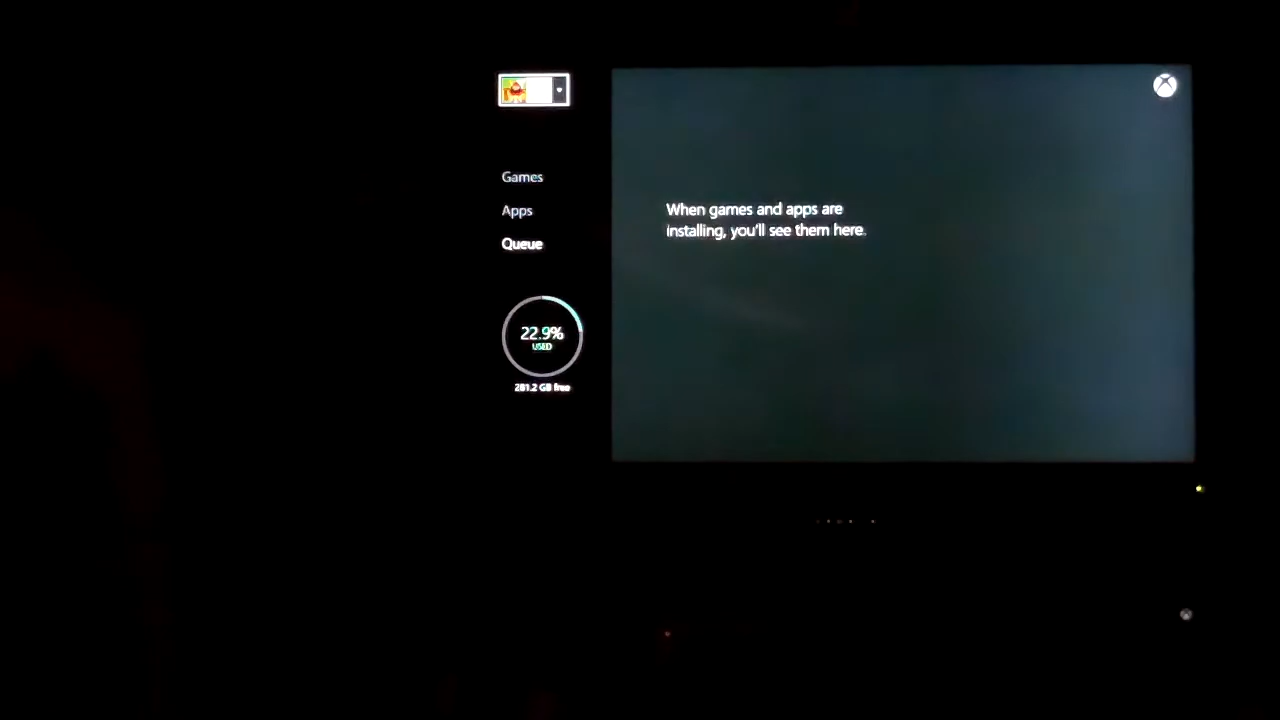 Games
Apps
Queue
22.9%
USED
281.2 GB free
When games and apps are
installing, you'll see them here.